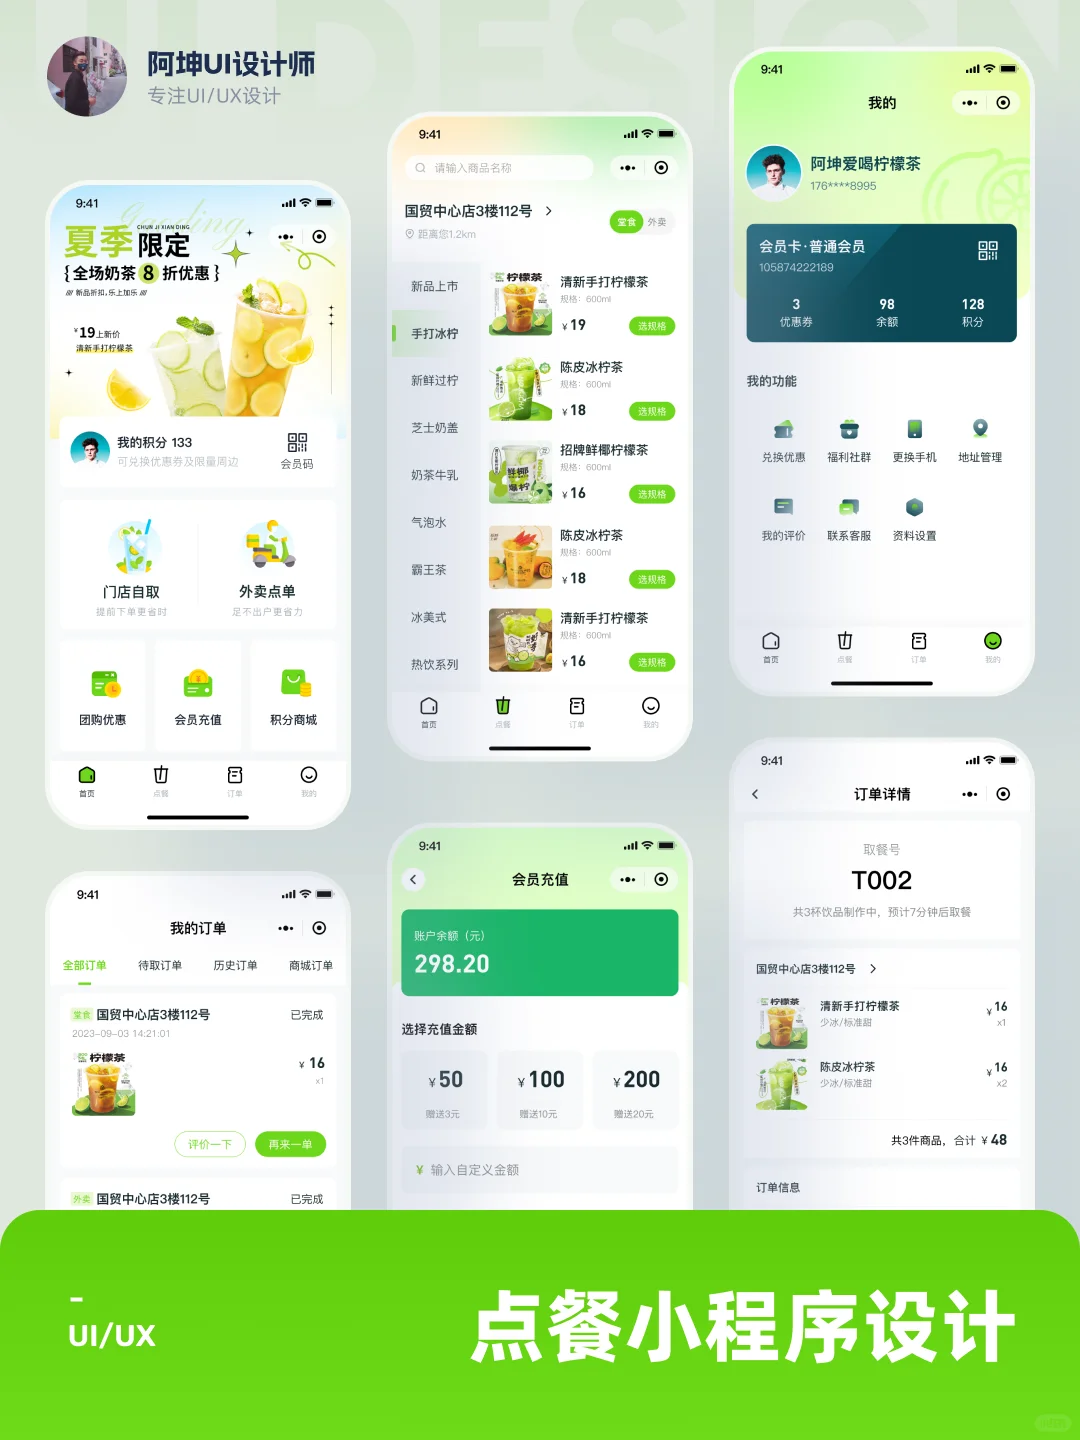 UI DESIGN
阿坤UI设计师
专注UI/UX设计
9:41
Gaoding
夏季
CHUN JI XIAN DING
限定
{全场奶茶8折优惠}
/// 新品折扣,乐上加乐 ///
¥19上新价
清新手打柠檬茶
我的积分 133
可兑换优惠券及限量周边
会员码
门店自取
提前下单更省时
外卖点单
足不出户更省力
团购优惠
会员充值
积分商城
首页
点餐
订单
我的
9:41
请输入商品名称
国贸中心店3楼112号
距离您1.2km
堂食
外卖
新品上市
手打冰柠
新鲜过柠
芝士奶盖
奶茶牛乳
气泡水
霸王茶
冰美式
热饮系列
柠檬茶
清新手打柠檬茶
规格:600ml
¥19
选规格
陈皮冰柠茶
规格:600ml
¥18
选规格
鲜椰
爆柠
招牌鲜椰柠檬茶
规格:600ml
¥16
选规格
陈皮冰柠茶
规格:600ml
¥18
选规格
清新手打柠檬茶
规格:600ml
¥16
选规格
首页
点餐
订单
我的
9:41
我的
阿坤爱喝柠檬茶
176****8995
会员卡·普通会员
105874222189
3
优惠券
98
余额
128
积分
我的功能
兑换优惠
福利社群
更换手机
地址管理
我的评价
联系客服
资料设置
首页
点餐
订单
我的
9:41
我的订单
全部订单
待取订单
历史订单
商城订单
堂食 国贸中心店3楼112号
已完成
2023-09-03 14:21:01
柠檬茶
¥16
x1
评价一下
再来一单
外卖 国贸中心店3楼112号
已完成
9:41
会员充值
账户余额(元)
298.20
选择充值金额
¥50
赠送3元
¥100
赠送10元
¥200
赠送20元
¥ 输入自定义金额
9:41
订单详情
取餐号
T002
共3杯饮品制作中,预计7分钟后取餐
国贸中心店3楼112号
柠檬茶
清新手打柠檬茶
少冰/标准甜
¥16
x1
陈皮冰柠茶
少冰/标准甜
¥16
x2
共3件商品,合计 ¥48
订单信息
UI/UX
点餐小程序设计